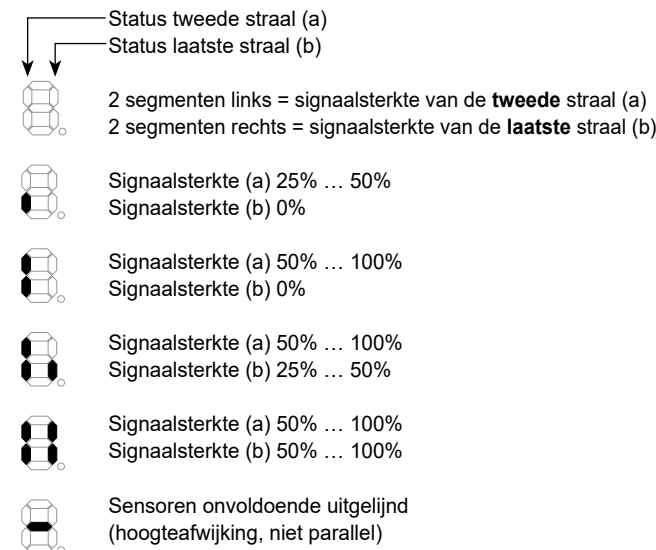 Status tweede straal (a)
Status laatste straal (b)
2 segmenten links = signaalsterkte van de tweede straal (a)
2 segmenten rechts = signaalsterkte van de laatste straal (b)
Signaalsterkte (a) 25% … 50%
Signaalsterkte (b) 0%
Signaalsterkte (a) 50% … 100%
Signaalsterkte (b) 0%
Signaalsterkte (a) 50% … 100%
Signaalsterkte (b) 25% … 50%
Signaalsterkte (a) 50% … 100%
Signaalsterkte (b) 50% … 100%
Sensoren onvoldoende uitgelijnd
(hoogteafwijking, niet parallel)